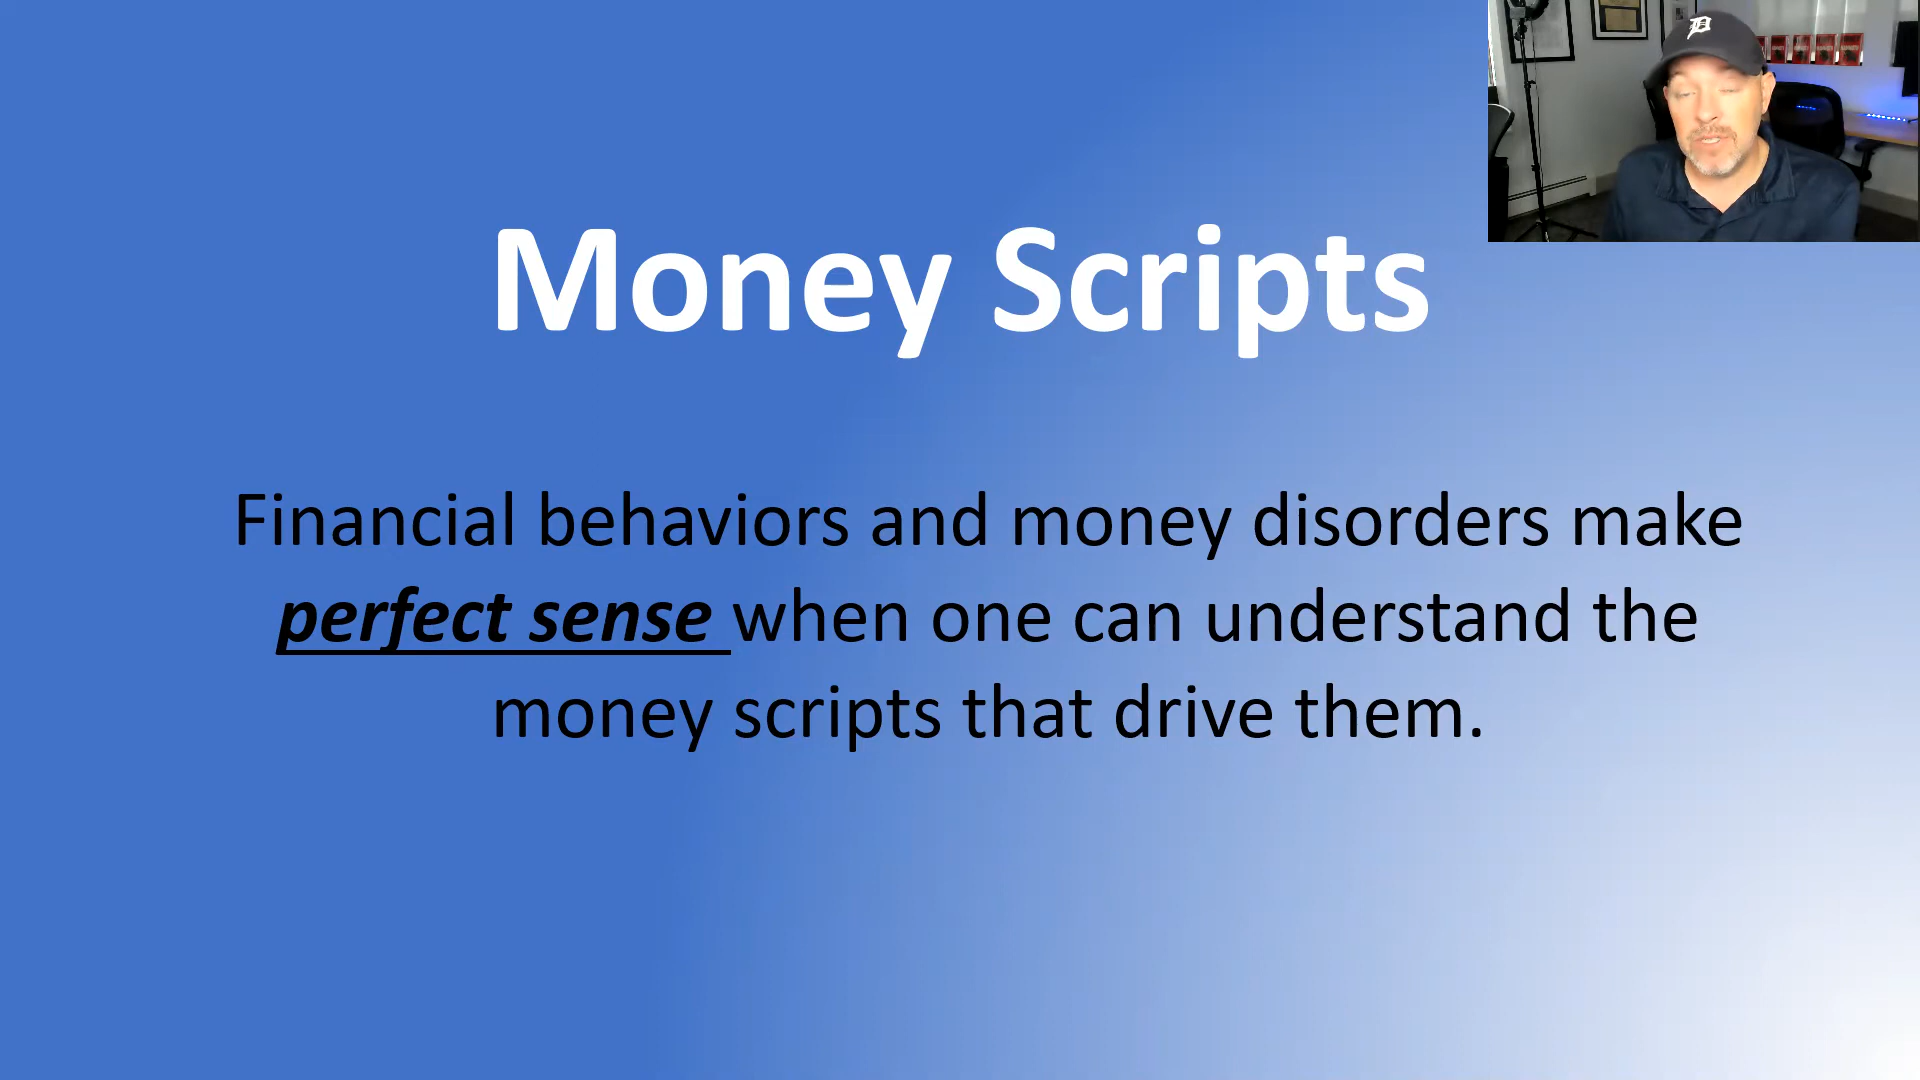 Money Scripts
Financial behaviors and money disorders make
perfect sense when one can understand the
money scripts that drive them.